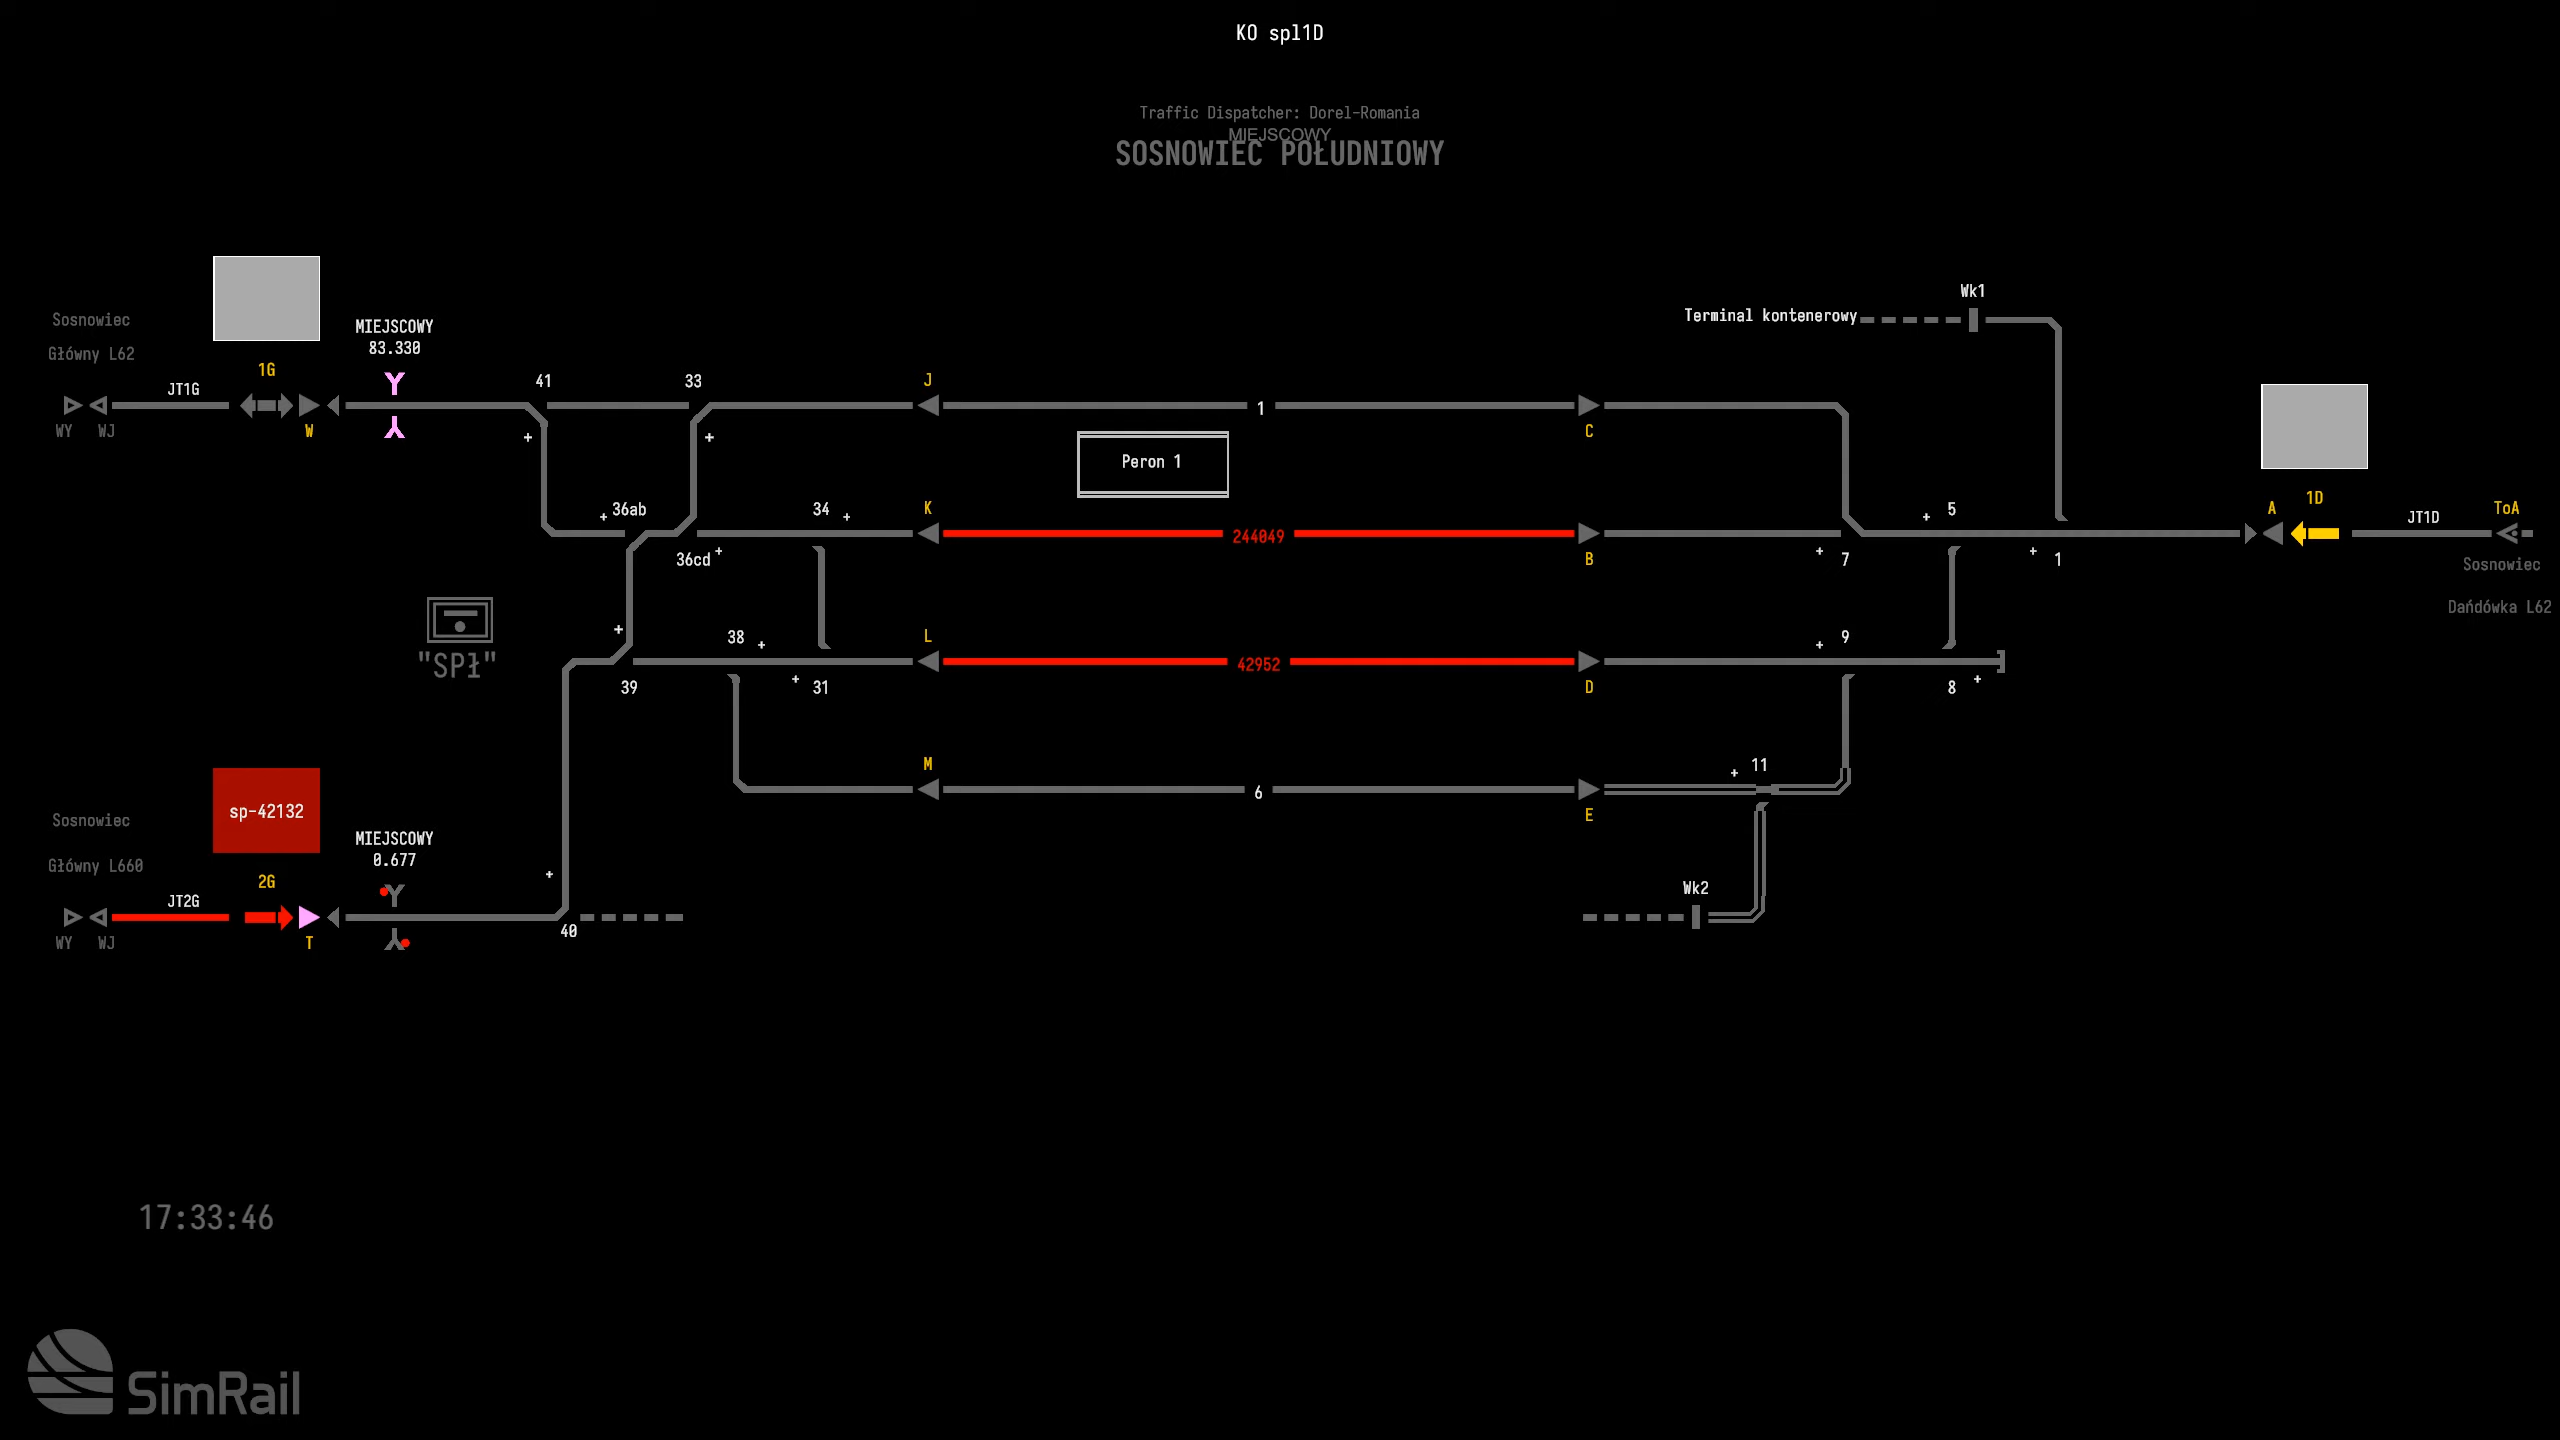 KO spl1D
Traffic Dispatcher: Dorel-Romania
MIEJSCOWY
SOSNOWIEC POŁUDNIOWY
Sosnowiec
Główny L62
1G
JT1G
WY WJ
W
MIEJSCOWY
83.330
41
33
+
+
J
1
C
Peron 1
Terminal kontenerowy
Wk1
+ 36ab
36cd +
34 +
K
244049
B
+ 7
+ 5
+ 1
A
1D
JT1D
ToA
Sosnowiec
Dańdówka L62
"SPł"
+
39
38 +
+ 31
L
42952
D
+ 9
8 +
M
6
E
+ 11
Wk2
Sosnowiec
Główny L660
sp-42132
2G
JT2G
WY WJ
T
MIEJSCOWY
0.677
+
40
17:33:46
SimRail